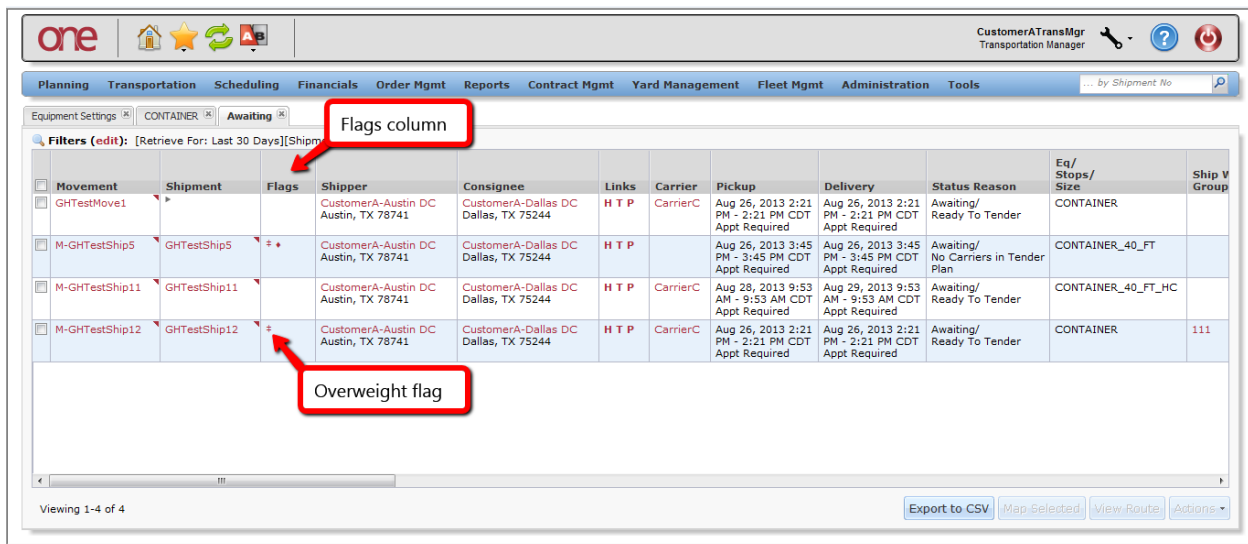 one
AB
CustomerATransMgr
Transportation Manager
?
Planning Transportation Scheduling Financials Order Mgmt Reports Contract Mgmt Yard Management Fleet Mgmt Administration Tools ... by Shipment No
Equipment Settings CONTAINER Awaiting
Flags column
Filters (edit): [Retrieve For: Last 30 Days][Shipm
Movement Shipment Flags Shipper Consignee Links Carrier Pickup Delivery Status Reason Eq/ Stops/ Size Ship W Group
GHTestMove1 CustomerA-Austin DC CustomerA-Dallas DC H T P CarrierC Aug 26, 2013 2:21 Aug 26, 2013 2:21 Awaiting/ CONTAINER
Austin, TX 78741 Dallas, TX 75244 PM - 2:21 PM CDT PM - 2:21 PM CDT Ready To Tender
Appt Required Appt Required
M-GHTestShip5 GHTestShip5 ‡ ♦ CustomerA-Austin DC CustomerA-Dallas DC H T P Aug 26, 2013 3:45 Aug 26, 2013 3:45 Awaiting/ CONTAINER_40_FT
Austin, TX 78741 Dallas, TX 75244 PM - 3:45 PM CDT PM - 3:45 PM CDT No Carriers in Tender
Appt Required Appt Required Plan
M-GHTestShip11 GHTestShip11 CustomerA-Austin DC CustomerA-Dallas DC H T P CarrierC Aug 28, 2013 9:53 Aug 29, 2013 9:53 Awaiting/ CONTAINER_40_FT_HC
Austin, TX 78741 Dallas, TX 75244 AM - 9:53 AM CDT AM - 9:53 AM CDT Ready To Tender
Appt Required Appt Required
M-GHTestShip12 GHTestShip12 ‡ CustomerA-Austin DC CustomerA-Dallas DC H T P CarrierC Aug 26, 2013 2:21 Aug 26, 2013 2:21 Awaiting/ CONTAINER 111
Austin, TX 78741 Dallas, TX 75244 PM - 2:21 PM CDT PM - 2:21 PM CDT Ready To Tender
Appt Required Appt Required
Overweight flag
Viewing 1-4 of 4 Export to CSV Map Selected View Route Actions